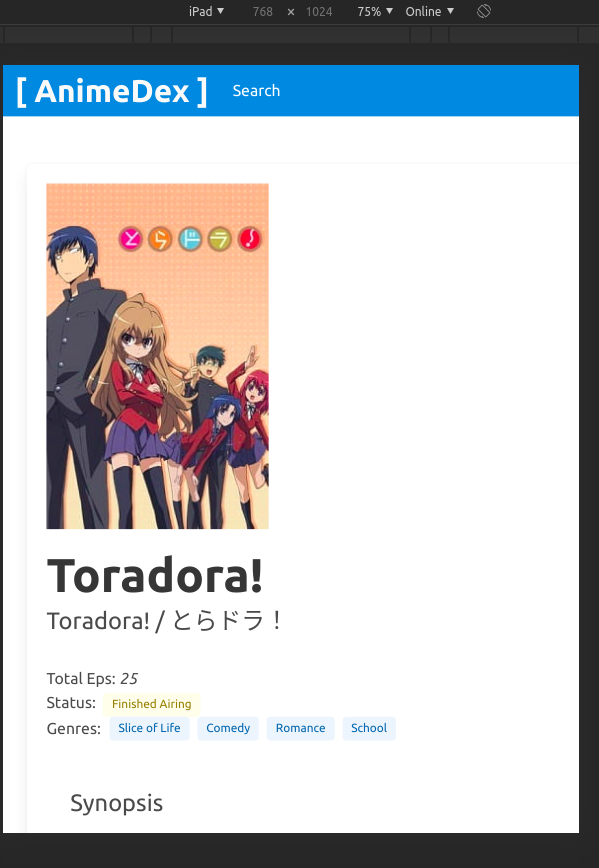 iPad ▼ 768 × 1024 75% ▼ Online ▼
[ AnimeDex ] Search
とらドラ!
Toradora!
Toradora! / とらドラ！
Total Eps: 25
Status: Finished Airing
Genres: Slice of Life Comedy Romance School
Synopsis